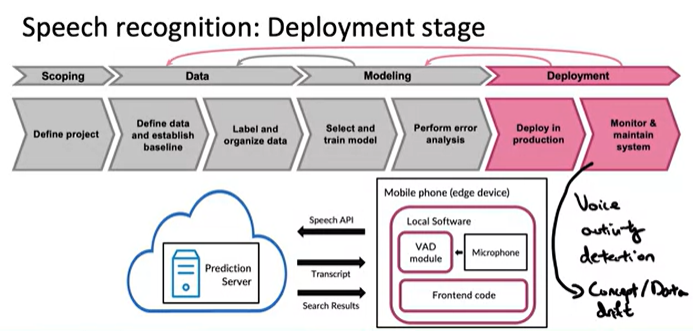 Speech recognition: Deployment stage
Scoping
Data
Modeling
Deployment
Define project
Define data
and establish
baseline
Label and
organize data
Select and
train model
Perform error
analysis
Deploy in
production
Monitor &
maintain
system
Prediction
Server
Speech API
Transcript
Search Results
Mobile phone (edge device)
Local Software
VAD
module
Microphone
Frontend code
Voice
activity
detection
Concept/Data
drift